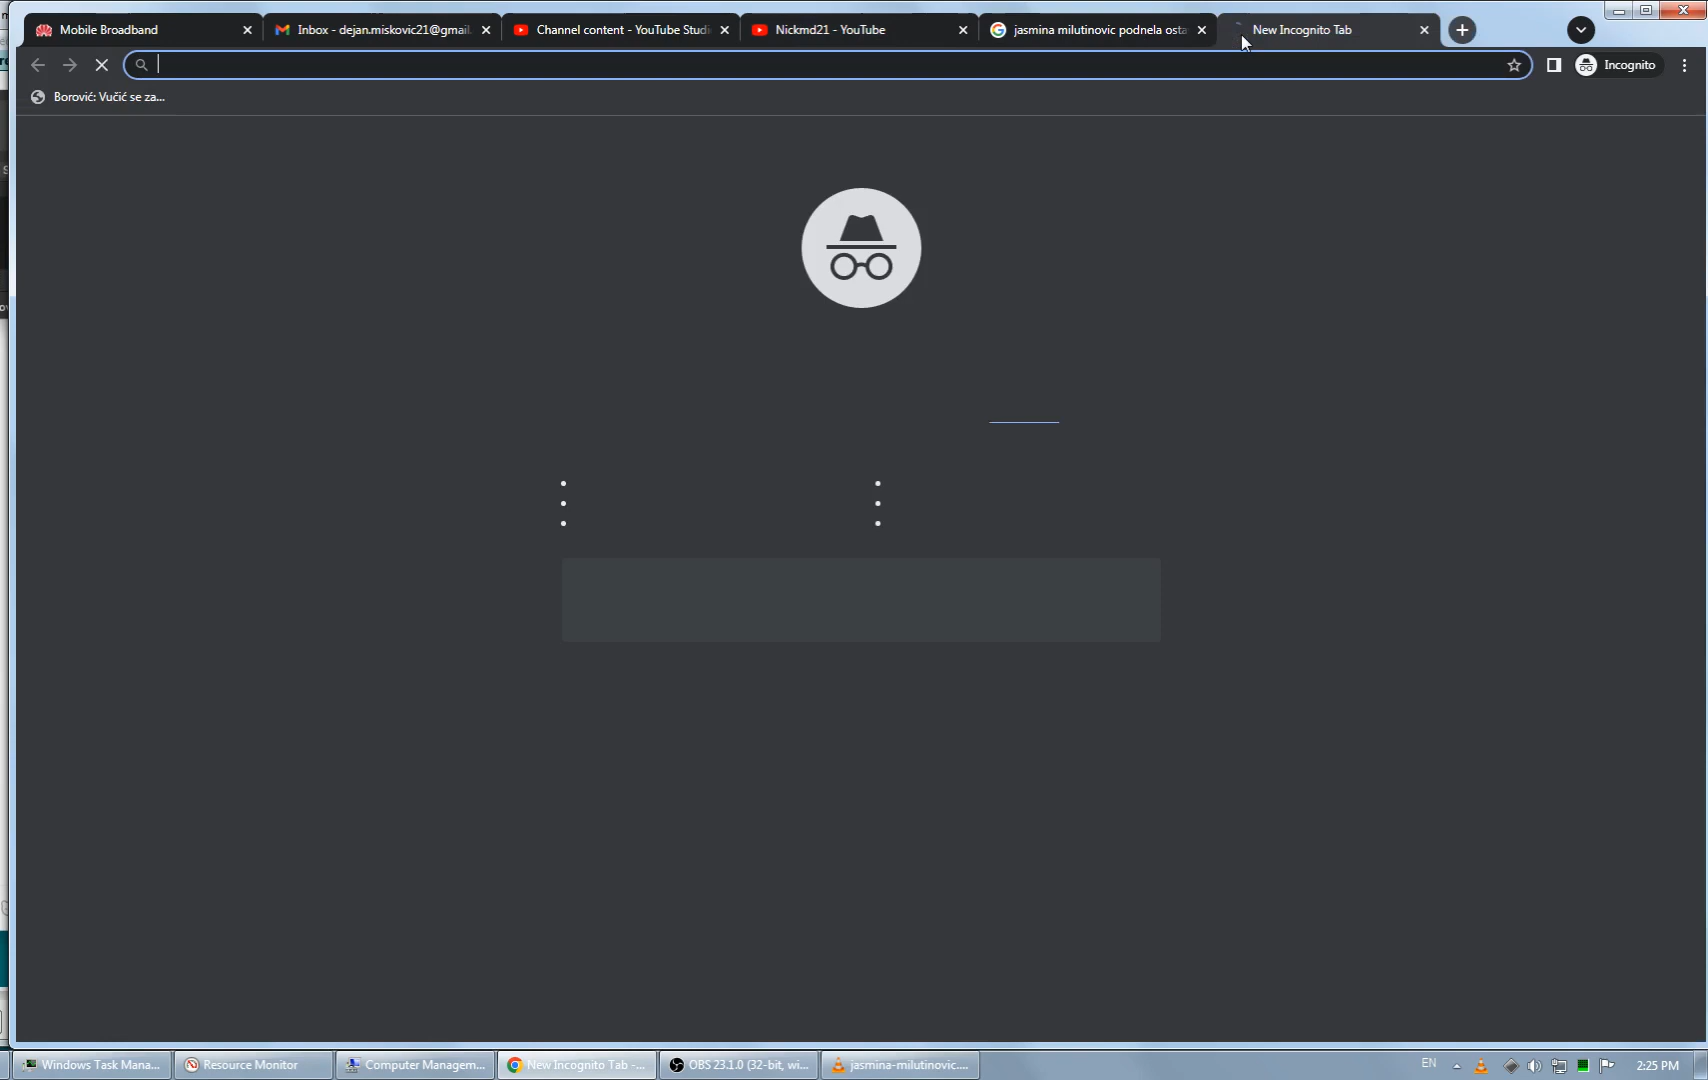 Mobile Broadband
Inbox - dejan.miskovic21@gmail.
Channel content - YouTube Studi
Nickmd21 - YouTube
jasmina milutinovic podnela osta
New Incognito Tab
Incognito
Borović: Vučić se za...
Windows Task Mana...
Resource Monitor
Computer Managem...
New Incognito Tab -...
OBS 23.1.0 (32-bit, wi...
jasmina-milutinovic....
EN
2:25 PM